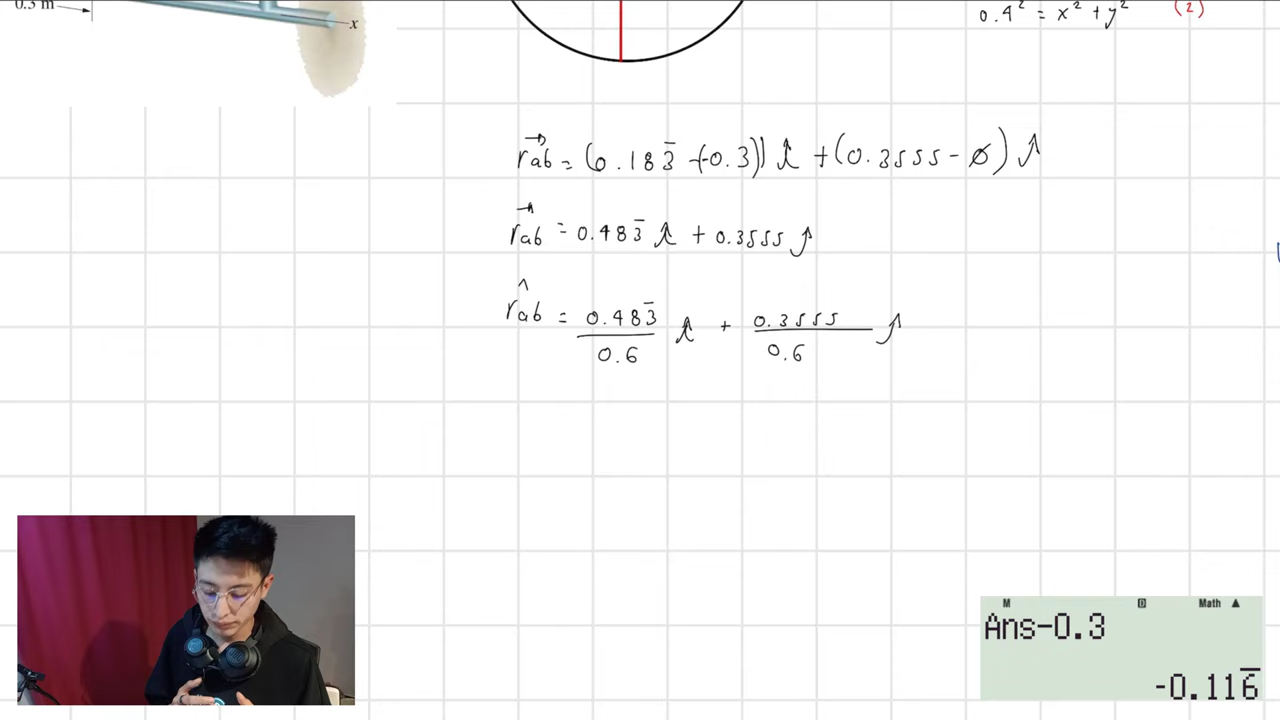 0.3 m
x
0.4² = x² + y² (2)
r⃗ab = (0.183̅ -(-0.3)) î + (0.3555 - 0) ĵ
r⃗ab = 0.483̅ î + 0.3555 ĵ
r̂ab = 0.483̅/0.6 î + 0.3555/0.6 ĵ
M D Math ▲
Ans-0.3
-0.116̅